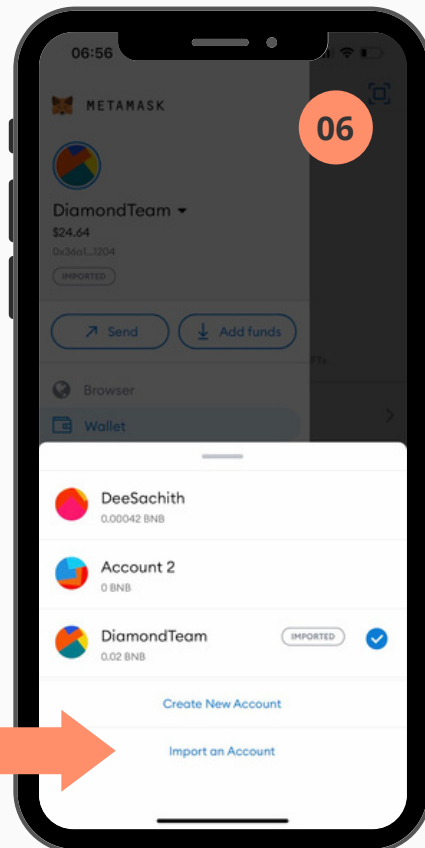 06:56
METAMASK
06
DiamondTeam
$24.64
0x36a1...1204
IMPORTED
Send
Add funds
Browser
Wallet
DeeSachith
0.00042 BNB
Account 2
0 BNB
DiamondTeam
IMPORTED
0.02 BNB
Create New Account
Import an Account